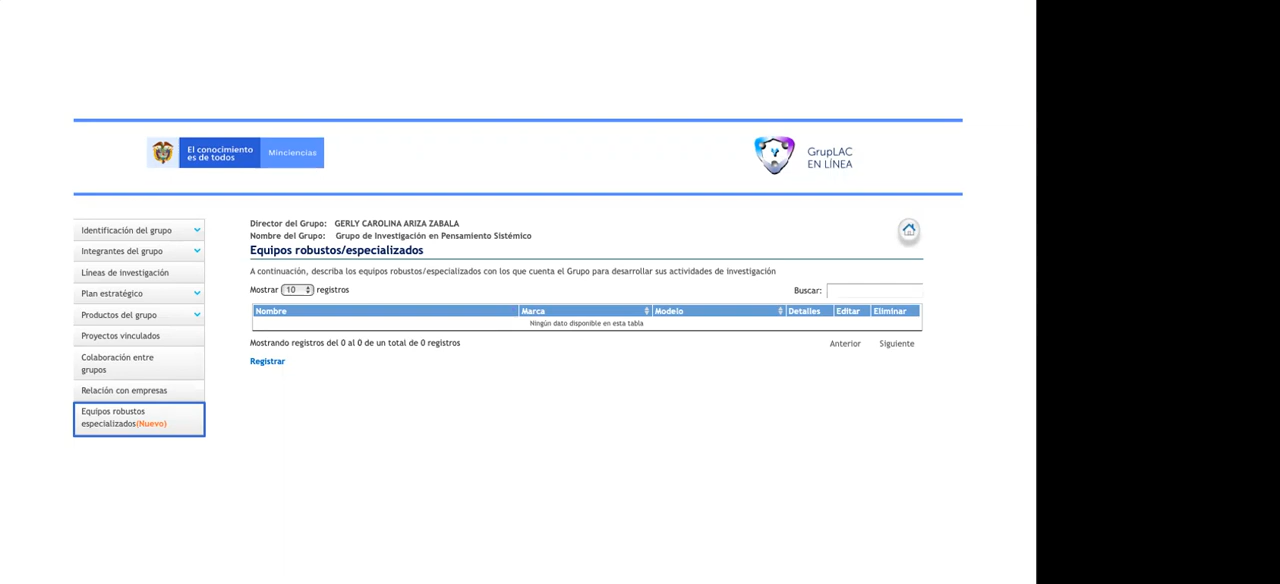 El conocimiento
es de todos
Minciencias
GrupLAC
EN LÍNEA
Identificación del grupo
Integrantes del grupo
Líneas de investigación
Plan estratégico
Productos del grupo
Proyectos vinculados
Colaboración entre
grupos
Relación con empresas
Equipos robustos
especializados(Nuevo)
Director del Grupo: GERLY CAROLINA ARIZA ZABALA
Nombre del Grupo: Grupo de Investigación en Pensamiento Sistémico
Equipos robustos/especializados
A continuación, describa los equipos robustos/especializados con los que cuenta el Grupo para desarrollar sus actividades de investigación
Mostrar 10 registros
Buscar:
Nombre Marca Modelo Detalles Editar Eliminar
Ningún dato disponible en esta tabla
Mostrando registros del 0 al 0 de un total de 0 registros
Anterior Siguiente
Registrar